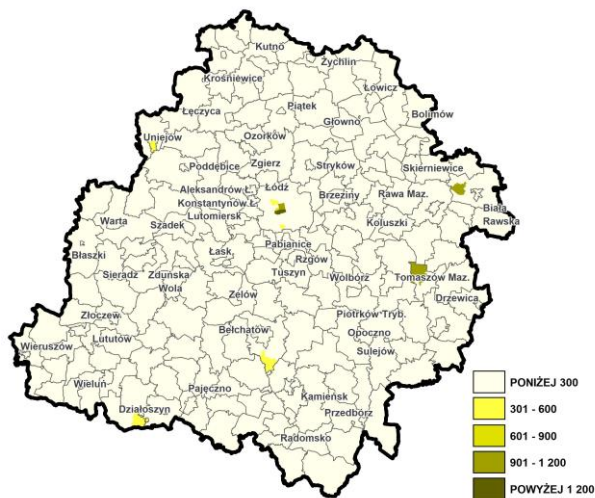 Kutno
Żychlin
Krośniewice
Łowicz
Łęczyca
Piątek
Bolimów
Głowno
Uniejów
Ozorków
Skierniewice
Poddębice
Zgierz
Stryków
Aleksandrów Ł.
Łódź
Brzeziny
Rawa Maz.
Konstantynów Ł.
Biała
Rawska
Lutomiersk
Warta
Szadek
Koluszki
Pabianice
Błaszki
Łask
Rzgów
Sieradz
Zduńska
Wola
Tuszyn
Wolbórz
Tomaszów Maz.
Zelów
Drzewica
Złoczew
Piotrków Tryb.
Bełchatów
Opoczno
Wieruszów
Lututów
Sulejów
Wieluń
Pajęczno
Kamieńsk
Działoszyn
Przedbórz
Radomsko
PONIŻEJ 300
301 - 600
601 - 900
901 - 1 200
POWYŻEJ 1 200